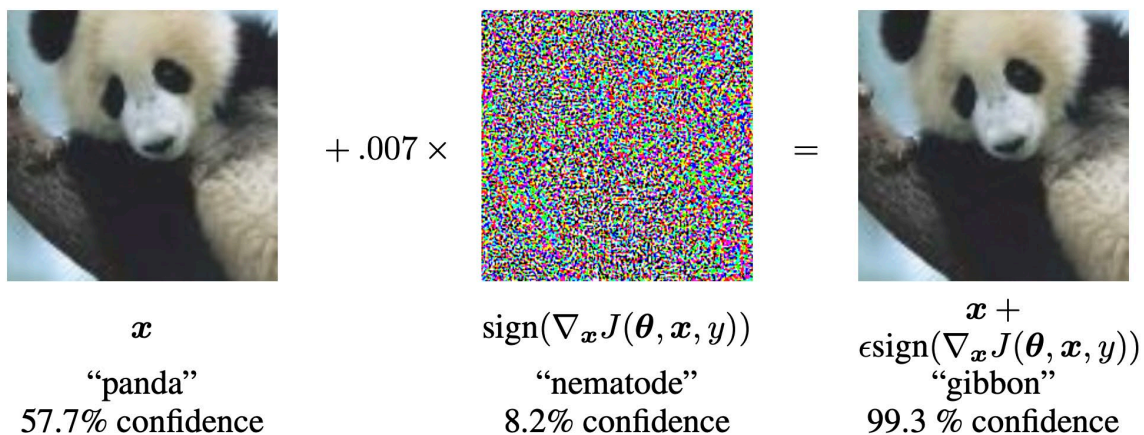 + .007 ×
=
x
“panda”
57.7% confidence
sign(∇ₓJ(θ, x, y))
“nematode”
8.2% confidence
x +
ϵsign(∇ₓJ(θ, x, y))
“gibbon”
99.3 % confidence